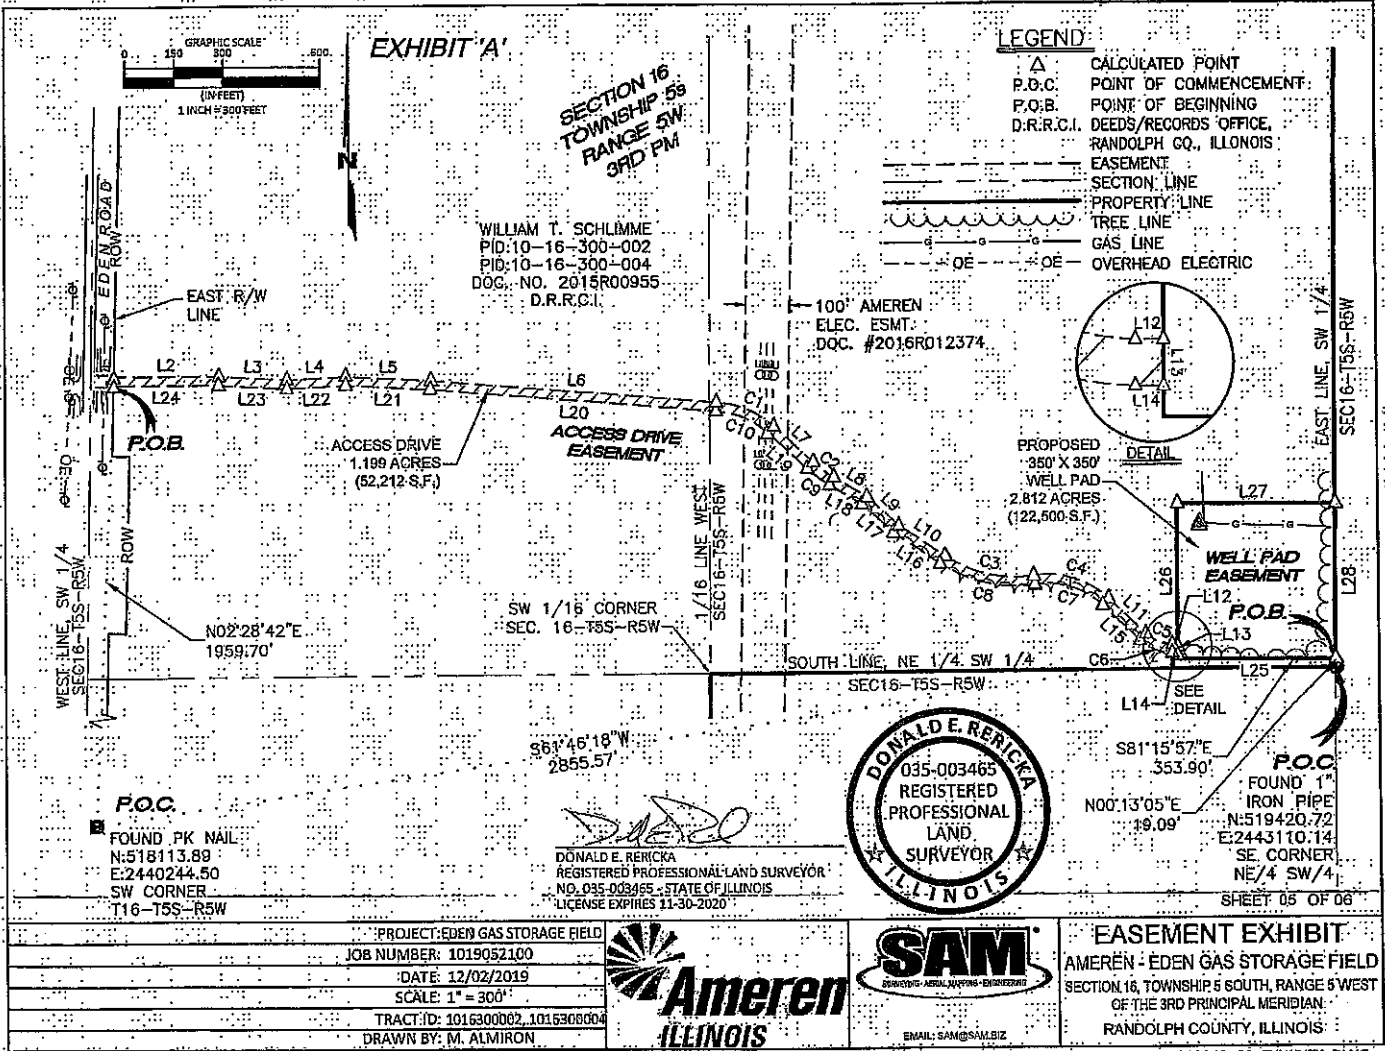 GRAPHIC SCALE
0 150 300 600
(IN FEET)
1 INCH = 300 FEET
EXHIBIT 'A'
N
SECTION 16
TOWNSHIP 5S
RANGE 5W
3RD PM
LEGEND
CALCULATED POINT
P.O.C. POINT OF COMMENCEMENT
P.O.B. POINT OF BEGINNING
D.R.R.C.I. DEEDS/RECORDS OFFICE,
RANDOLPH CO., ILLONOIS
EASEMENT
SECTION LINE
PROPERTY LINE
TREE LINE
G G G GAS LINE
OE OE OVERHEAD ELECTRIC
EDEN ROAD
ROW
EAST R/W
LINE
WILLIAM T. SCHLIMME
PID:10-16-300-002
PID:10-16-300-004
DOC. NO. 2015R00955
D.R.R.C.I.
100' AMEREN
ELEC. ESMT.
DOC. #2016R012374
L12
L13
L14
DETAIL
EAST LINE, SW 1/4
SEC16-T5S-R5W
L2 L3 L4 L5 L6
L24 L23 L22 L21 L20
P.O.B.
ACCESS DRIVE
1.199 ACRES
(52,212 S.F.)
ACCESS DRIVE
EASEMENT
C1
C10
L7
L19
C2
C9
L8
L18
L9
L17
L10
L16
C3
C8
C4
C7
L11
L15
C5
C6
PROPOSED
350' X 350'
WELL PAD
2.812 ACRES
(122,500 S.F.)
L27
L26
L28
G G
WELL PAD
EASEMENT
L12
P.O.B.
L13
L25
L14
SEE
DETAIL
OE
OE
ROW
WEST LINE, SW 1/4
SEC16-T5S-R5W
N02°28'42"E
1959.70'
1/16 LINE WEST
SEC16-T5S-R5W
SW 1/16 CORNER
SEC. 16-T5S-R5W
SOUTH LINE, NE 1/4 SW 1/4
SEC16-T5S-R5W
S61°46'18"W
2855.57'
S81°15'57"E
353.90'
N00°13'05"E
19.09'
P.O.C.
FOUND 1"
IRON PIPE
N:519420.72
E:2443110.14
SE. CORNER
NE/4 SW/4
P.O.C.
FOUND PK NAIL
N:518113.89
E:2440244.50
SW CORNER
T16-T5S-R5W
DONALD E. RERICKA
REGISTERED PROFESSIONAL LAND SURVEYOR
NO. 035-003465 - STATE OF ILLINOIS
LICENSE EXPIRES 11-30-2020
DONALD E. RERICKA
035-003465
REGISTERED
PROFESSIONAL
LAND
SURVEYOR
ILLINOIS
SHEET 05 OF 06
PROJECT: EDEN GAS STORAGE FIELD
JOB NUMBER: 1019052100
DATE: 12/02/2019
SCALE: 1" = 300'
TRACT ID: 1016300002, 1016300004
DRAWN BY: M. ALMIRON
Ameren
ILLINOIS
SAM
SURVEYING - AERIAL MAPPING - ENGINEERING
EMAIL: SAM@SAM.BIZ
EASEMENT EXHIBIT
AMEREN - EDEN GAS STORAGE FIELD
SECTION 16, TOWNSHIP 5 SOUTH, RANGE 5 WEST
OF THE 3RD PRINCIPAL MERIDIAN
RANDOLPH COUNTY, ILLINOIS